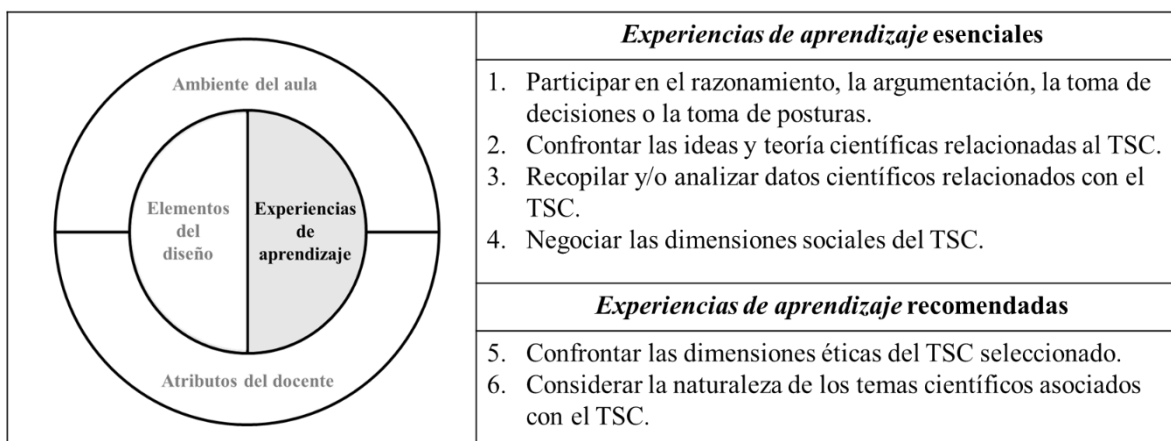 Ambiente del aula
Elementos
del
diseño
Experiencias
de
aprendizaje
Atributos del docente
Experiencias de aprendizaje esenciales
1. Participar en el razonamiento, la argumentación, la toma de
decisiones o la toma de posturas.
2. Confrontar las ideas y teoría científicas relacionadas al TSC.
3. Recopilar y/o analizar datos científicos relacionados con el
TSC.
4. Negociar las dimensiones sociales del TSC.
Experiencias de aprendizaje recomendadas
5. Confrontar las dimensiones éticas del TSC seleccionado.
6. Considerar la naturaleza de los temas científicos asociados
con el TSC.